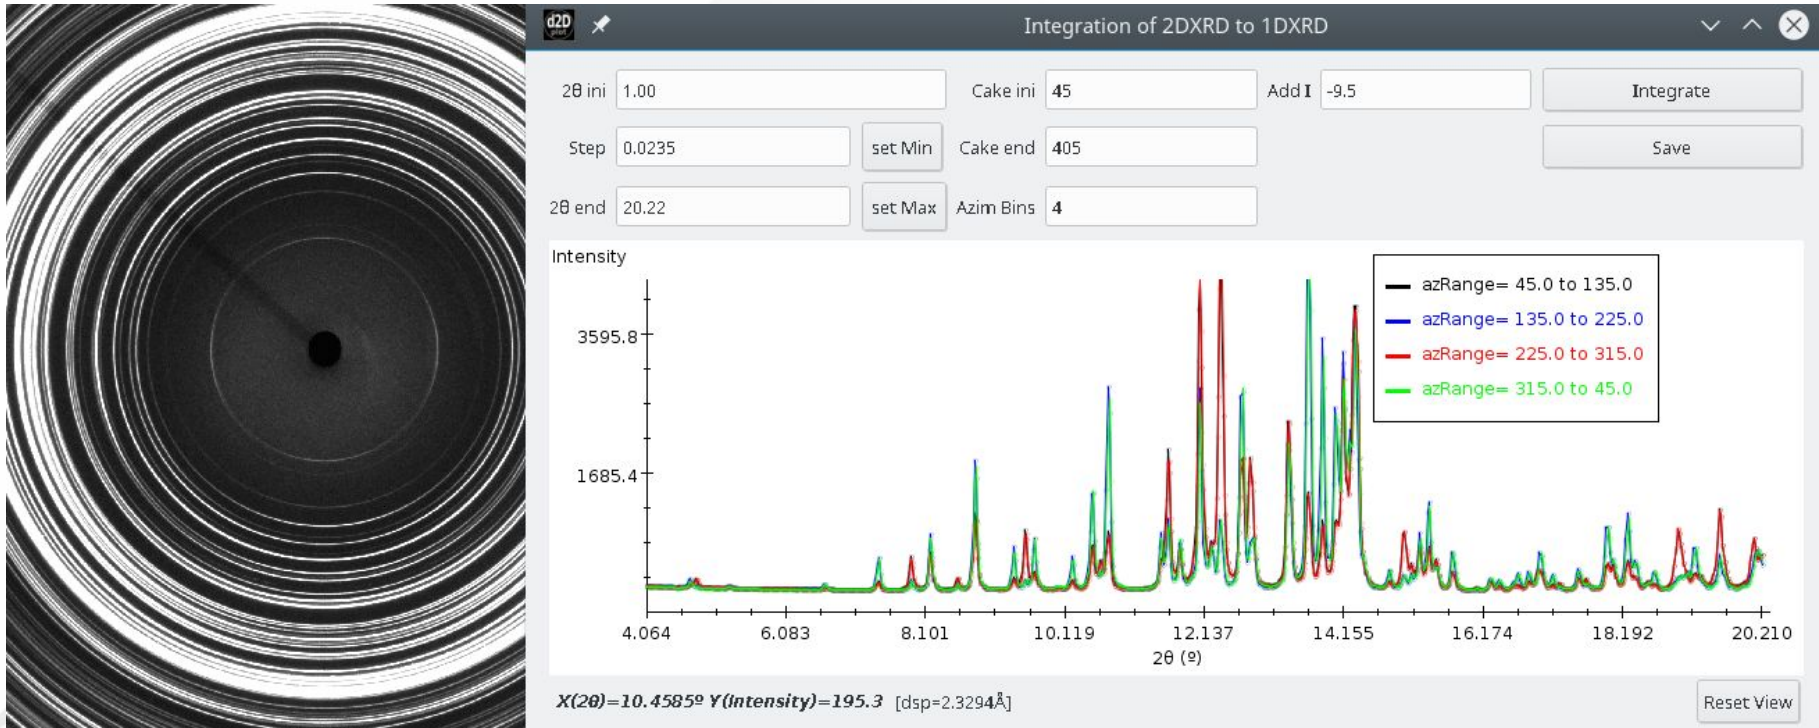 d2D
plot
Integration of 2DXRD to 1DXRD
2θ ini 1.00 Cake ini 45 Add I -9.5 Integrate
Step 0.0235 set Min Cake end 405 Save
2θ end 20.22 set Max Azim Bins 4
Intensity
azRange= 45.0 to 135.0
azRange= 135.0 to 225.0
azRange= 225.0 to 315.0
azRange= 315.0 to 45.0
3595.8
1685.4
4.064 6.083 8.101 10.119 12.137 14.155 16.174 18.192 20.210
2θ (º)
X(2θ)=10.4585º Y(Intensity)=195.3 [dsp=2.3294Å] Reset View